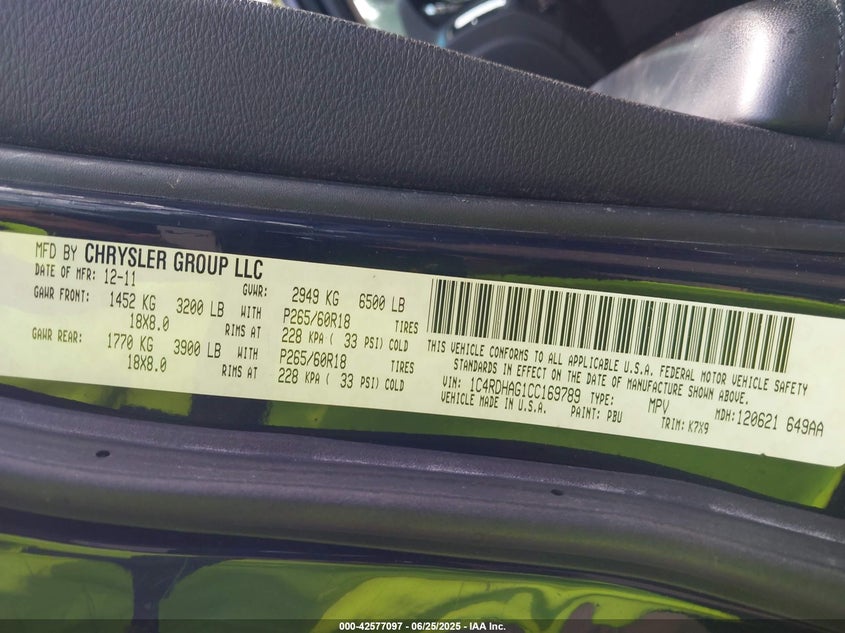 MFD BY CHRYSLER GROUP LLC
DATE OF MFR: 12-11 GVWR: 2949 KG 6500 LB
GAWR FRONT: 1452 KG 3200 LB WITH P265/60R18 TIRES
18X8.0 RIMS AT 228 KPA ( 33 PSI) COLD
GAWR REAR: 1770 KG 3900 LB WITH P265/60R18 TIRES
18X8.0 RIMS AT 228 KPA ( 33 PSI) COLD
THIS VEHICLE CONFORMS TO ALL APPLICABLE U.S.A. FEDERAL MOTOR VEHICLE SAFETY
STANDARDS IN EFFECT ON THE DATE OF MANUFACTURE SHOWN ABOVE.
VIN: 1C4RDHAG1CC169789 TYPE: MPV MDH: 120621 649AA
VEHICLE MADE IN U.S.A. PAINT: PBU TRIM: K7X9
000-42577097 - 06/25/2025 - IAA Inc.